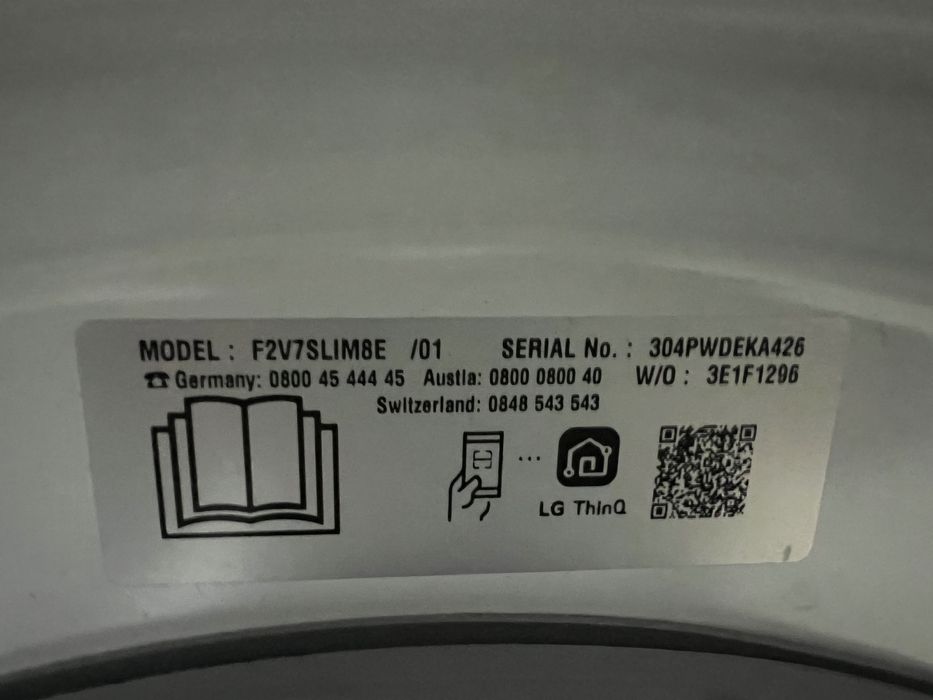 MODEL : F2V7SLIM8E /01 SERIAL No. : 304PWDEKA426
☎ Germany: 0800 45 444 45 Austia: 0800 0800 40 W/O : 3E1F1296
Switzerland: 0848 543 543
LG ThinQ